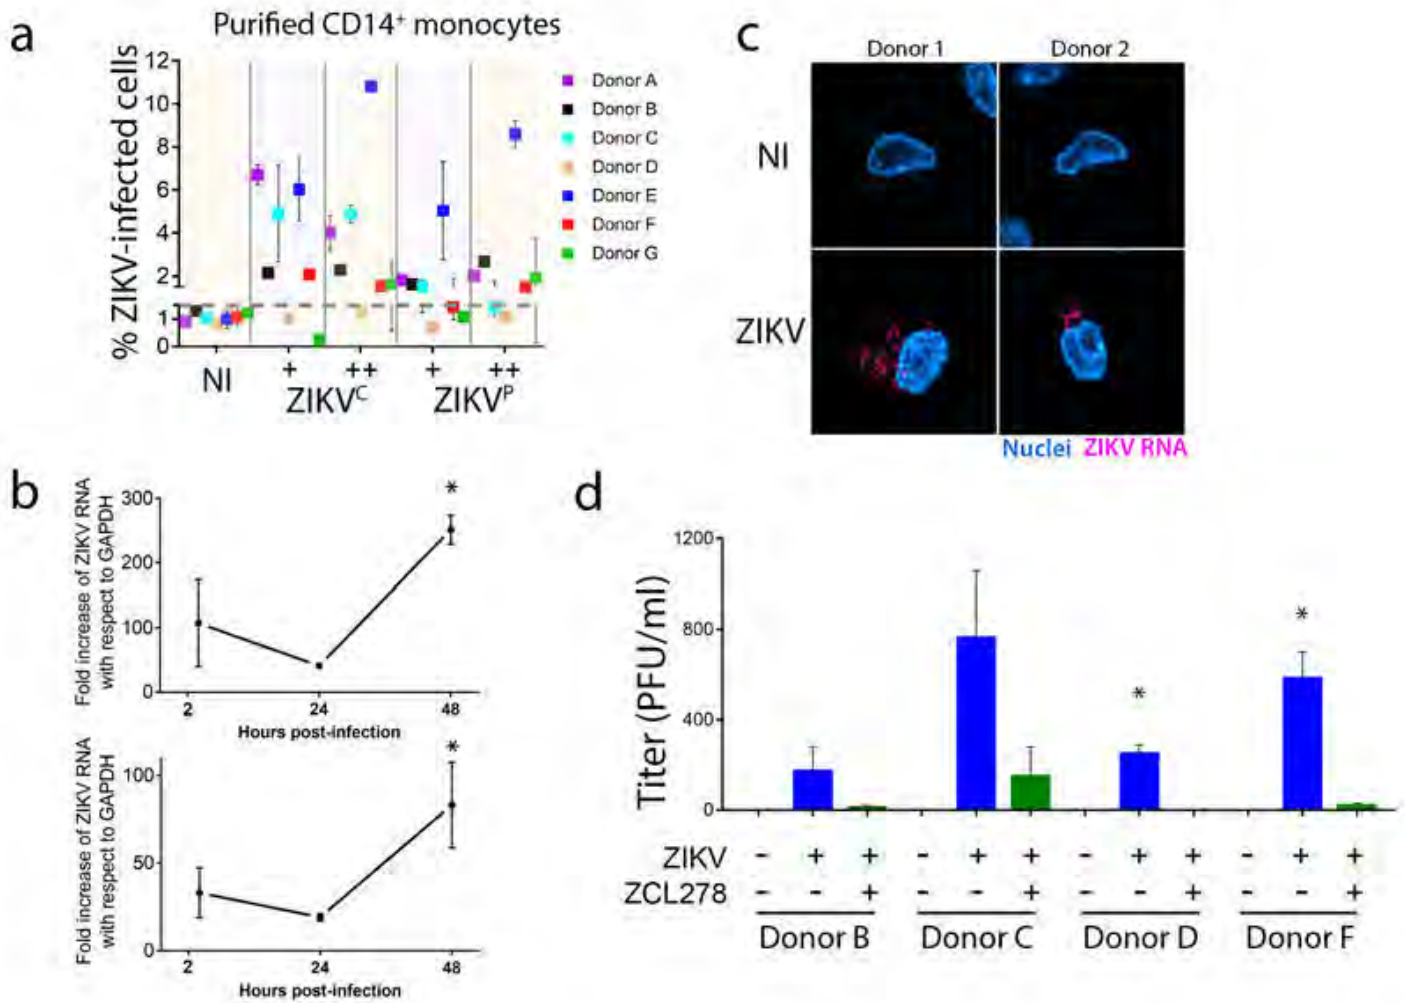 a
Purified CD14⁺ monocytes
% ZIKV-infected cells
12
10
8
6
4
2
1
0
NI
+
++
+
++
ZIKVᶜ
ZIKVᴾ
Donor A
Donor B
Donor C
Donor D
Donor E
Donor F
Donor G
c
Donor 1
Donor 2
NI
ZIKV
Nuclei ZIKV RNA
b
Fold increase of ZIKV RNA
with respect to GAPDH
300
200
100
0
*
2
24
48
Hours post-infection
Fold increase of ZIKV RNA
with respect to GAPDH
100
50
0
*
2
24
48
Hours post-infection
d
Titer (PFU/ml)
1200
800
400
0
*
*
ZIKV - + + - + + - + + - + +
ZCL278 - - + - - + - - + - - +
Donor B Donor C Donor D Donor F